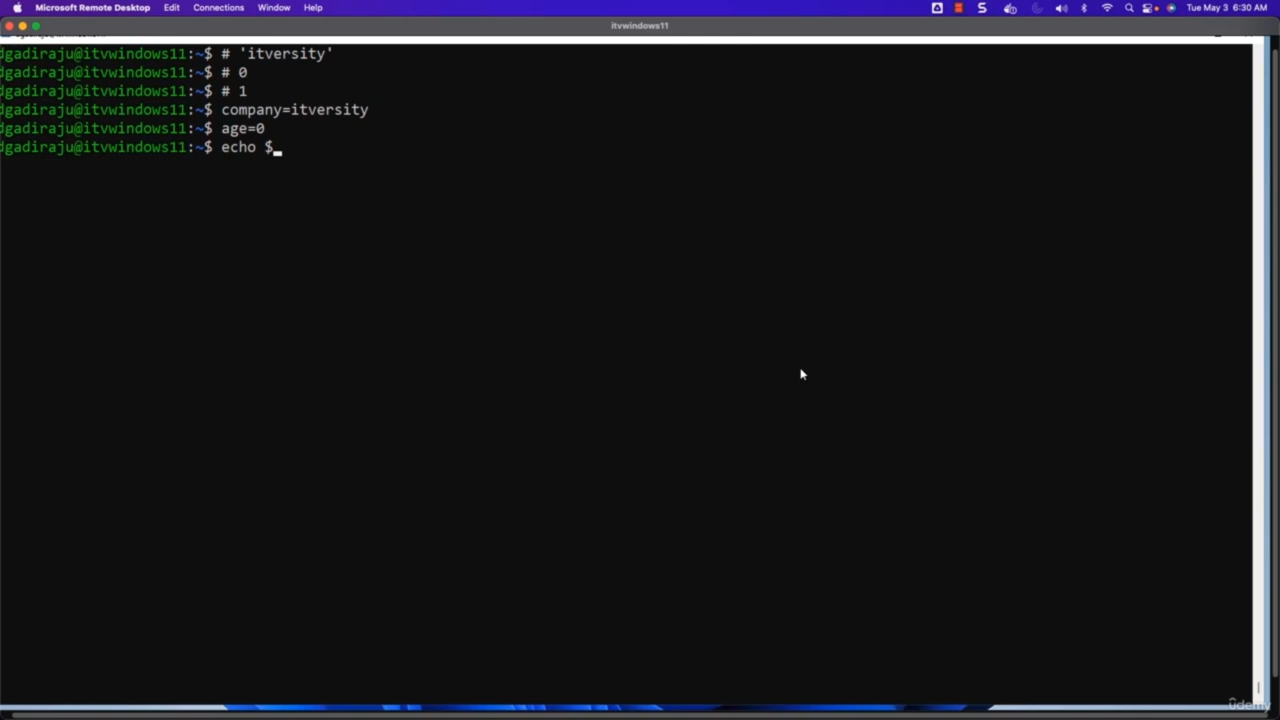 Microsoft Remote Desktop Edit Connections Window Help Tue May 3 6:30 AM
itvwindows11
dgadiraju@itvwindows11:~$ # 'itversity'
dgadiraju@itvwindows11:~$ # 0
dgadiraju@itvwindows11:~$ # 1
dgadiraju@itvwindows11:~$ company=itversity
dgadiraju@itvwindows11:~$ age=0
dgadiraju@itvwindows11:~$ echo $
ûdemy